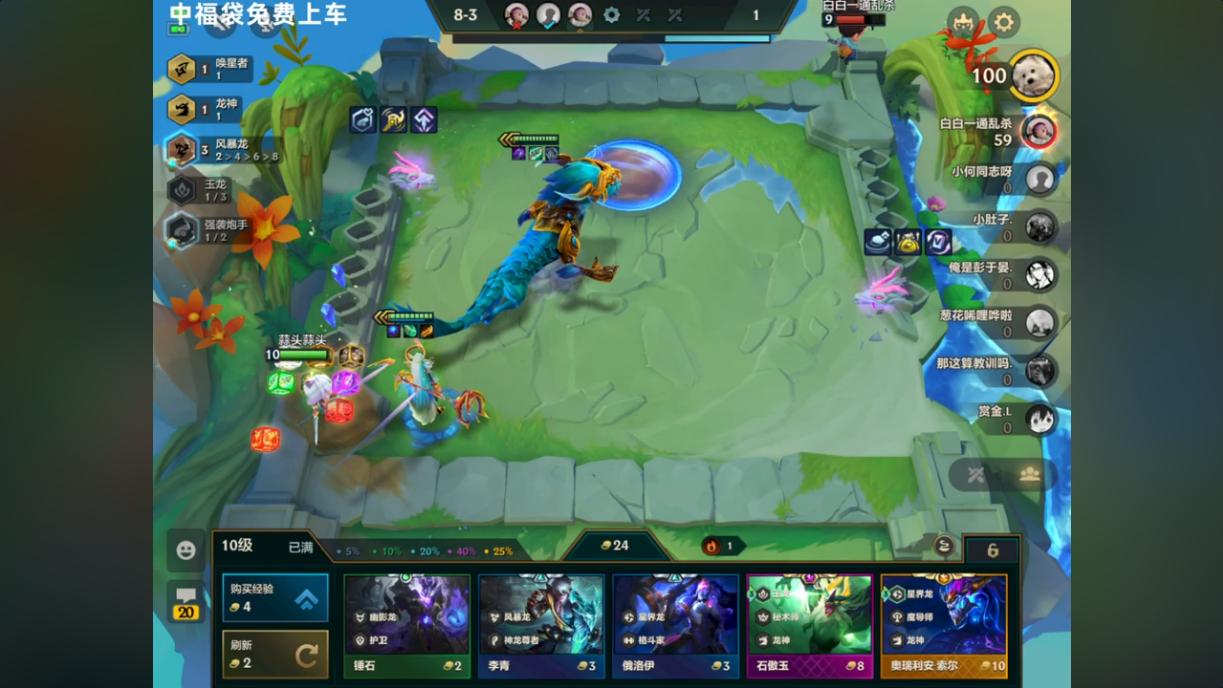 中福袋免费上车
8-3
1
白白一通乱杀
9
1
唤星者
1
1
龙神
1
3
风暴龙
2 > 4 > 6 > 8
玉龙
1 / 3
强袭炮手
1 / 2
100
白白一通乱杀
59
小何同志呀
0
小肚子.
0
俺是彭于晏.
0
葱花唏哩哗啦
0
那这算教训吗.
0
赏金.L
0
蒜头蒜头
10
10级
已满
5%
10%
20%
40%
25%
24
1
6
购买经验
4
刷新
2
20
幽影龙
护卫
锤石
2
风暴龙
神龙尊者
李青
3
星界龙
格斗家
俄洛伊
3
秘术师
龙神
石傲玉
8
星界龙
魔导师
龙神
奥瑞利安·索尔
10